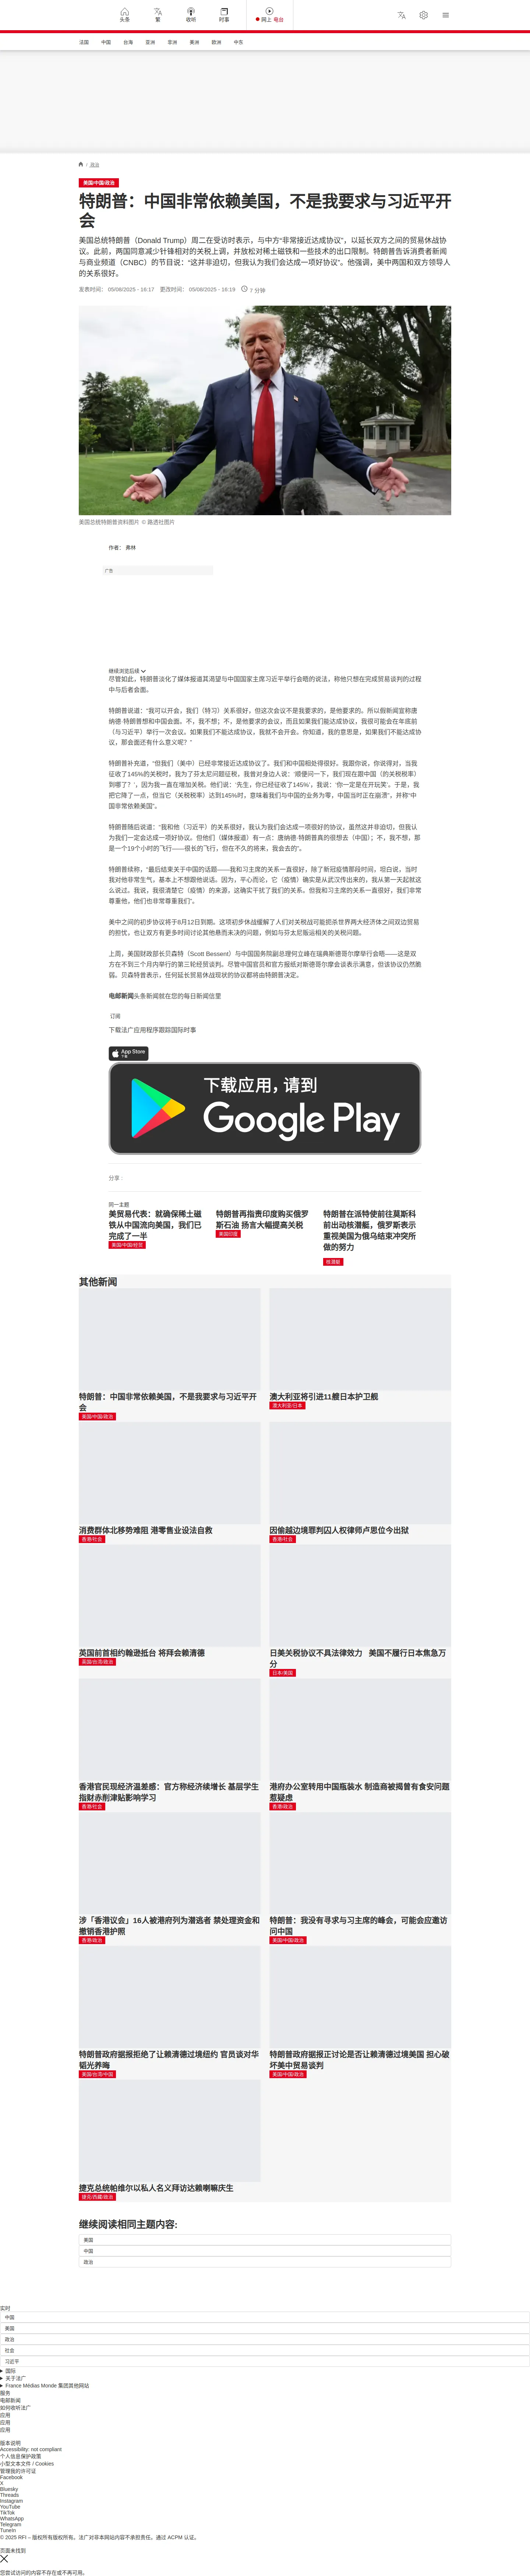 头条
繁
收听
时事
网上 电台
法国
中国
台海
亚洲
非洲
美洲
欧洲
中东
/ 政治
美国/中国/政治
特朗普：中国非常依赖美国，不是我要求与习近平开
会
美国总统特朗普（Donald Trump）周二在受访时表示，与中方“非常接近达成协议”，以延长双方之间的贸易休战协
议。此前，两国同意减少针锋相对的关税上调，并放松对稀土磁铁和一些技术的出口限制。特朗普告诉消费者新闻
与商业频道（CNBC）的节目说：“这并非迫切，但我认为我们会达成一项好协议”。他强调，美中两国和双方领导人
的关系很好。
发表时间： 05/08/2025 - 16:17 更改时间： 05/08/2025 - 16:19 7 分钟
美国总统特朗普资料图片 © 路透社图片
作者： 弗林
广告
继续浏览后续
尽管如此，特朗普淡化了媒体报道其渴望与中国国家主席习近平举行会晤的说法，称他只想在完成贸易谈判的过程
中与后者会面。
特朗普说道：“我可以开会，我们（特习）关系很好，但这次会议不是我要求的，是他要求的。所以假新闻宣称唐
纳德·特朗普想和中国会面。不，我不想；不，是他要求的会议，而且如果我们能达成协议，我很可能会在年底前
（与习近平）举行一次会议。如果我们不能达成协议，我就不会开会。你知道，我的意思是，如果我们不能达成协
议，那会面还有什么意义呢？”
特朗普补充道，“但我们（美中）已经非常接近达成协议了。我们和中国相处得很好。我跟你说，你说得对，当我
征收了145%的关税时，我为了芬太尼问题征税，我曾对身边人说：‘顺便问一下，我们现在跟中国（的关税税率）
到哪了？’，因为我一直在增加关税。他们说：‘先生，你已经征收了145%’，我说：‘你一定是在开玩笑’。于是，我
把它降了一点，但当它（关税税率）达到145%时，意味着我们与中国的业务为零，中国当时正在崩溃”，并称“中
国非常依赖美国”。
特朗普随后说道：“我和他（习近平）的关系很好，我认为我们会达成一项很好的协议，虽然这并非迫切，但我认
为我们一定会达成一项好协议。但他们（媒体报道）有一点：唐纳德·特朗普真的很想去（中国）；不，我不想，那
是一个19个小时的飞行——很长的飞行，但在不久的将来，我会去的”。
特朗普续称，“最后结束关于中国的话题——我和习主席的关系一直很好，除了新冠疫情那段时间，坦白说，当时
我对他非常生气，基本上不想跟他说话。因为，平心而论，它（疫情）确实是从武汉传出来的，我从第一天起就这
么说过。我说，我很清楚它（疫情）的来源，这确实干扰了我们的关系。但我和习主席的关系一直很好，我们非常
尊重他，他们也非常尊重我们”。
美中之间的初步协议将于8月12日到期。这项初步休战缓解了人们对关税战可能扼杀世界两大经济体之间双边贸易
的担忧，也让双方有更多时间讨论其他悬而未决的问题，例如与芬太尼贩运相关的关税问题。
上周，美国财政部长贝森特（Scott Bessent）与中国国务院副总理何立峰在瑞典斯德哥尔摩举行会晤——这是双
方在不到三个月内举行的第三轮经贸谈判。尽管中国官员和官方报纸对斯德哥尔摩会谈表示满意，但该协议仍然脆
弱。贝森特曾表示，任何延长贸易休战现状的协议都将由特朗普决定。
电邮新闻头条新闻就在您的每日新闻信里
订阅
下载法广应用程序跟踪国际时事
App Store
下载
下载应用，请到
Google Play
分享 :
同一主题
美贸易代表：就确保稀土磁
铁从中国流向美国，我们已
完成了一半
美国/中国/经贸
特朗普再指责印度购买俄罗
斯石油 扬言大幅提高关税
美国印度
特朗普在派特使前往莫斯科
前出动核潜艇，俄罗斯表示
重视美国为俄乌结束冲突所
做的努力
核潜艇
其他新闻
特朗普：中国非常依赖美国，不是我要求与习近平开
会
美国/中国/政治
澳大利亚将引进11艘日本护卫舰
澳大利亚/日本
消费群体北移势难阻 港零售业设法自救
香港/社会
因偷越边境罪判囚人权律师卢思位今出狱
香港/社会
英国前首相约翰逊抵台 将拜会赖清德
英国/台湾/政治
日美关税协议不具法律效力 美国不履行日本焦急万
分
日本/美国
香港官民现经济温差感：官方称经济续增长 基层学生
指财赤削津贴影响学习
香港/社会
港府办公室转用中国瓶装水 制造商被揭曾有食安问题
惹疑虑
香港/政治
涉「香港议会」16人被港府列为潜逃者 禁处理资金和
撤销香港护照
香港/政治
特朗普：我没有寻求与习主席的峰会，可能会应邀访
问中国
美国/中国/政治
特朗普政府据报拒绝了让赖清德过境纽约 官员谈对华
韬光养晦
美国/台湾/中国
特朗普政府据报正讨论是否让赖清德过境美国 担心破
坏美中贸易谈判
美国/中国/政治
捷克总统帕维尔以私人名义拜访达赖喇嘛庆生
捷克/西藏/政治
继续阅读相同主题内容:
美国
中国
政治
实时
中国
美国
政治
社会
习近平
国际
关于法广
France Médias Monde 集团其他网站
服务
电邮新闻
如何收听法广
应用
应用
应用
版本说明
Accessibility: not compliant
个人信息保护政策
小型文本文件 / Cookies
管理我的许可证
Facebook
X
Bluesky
Threads
Instagram
YouTube
TikTok
WhatsApp
Telegram
TuneIn
© 2025 RFI – 版权所有版权所有。法广对非本网站内容不承担责任。通过 ACPM 认证。
页面未找到
您尝试访问的内容不存在或不再可用。